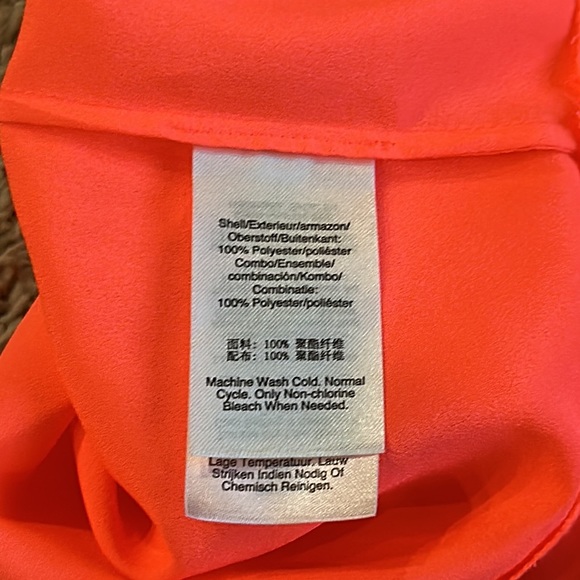 Shell/Exterieur/armazon/
Oberstoff/Buitenkant:
100% Polyester/poliéster
Combo/Ensemble/
combinación/Kombo/
Combinatie:
100% Polyester/poliéster
面料: 100% 聚酯纤维
配布: 100% 聚酯纤维
Machine Wash Cold. Normal
Cycle. Only Non-chlorine
Bleach When Needed.
Lage Temperatuur. Lauw
Strijken Indien Nodig Of
Chemisch Reinigen.